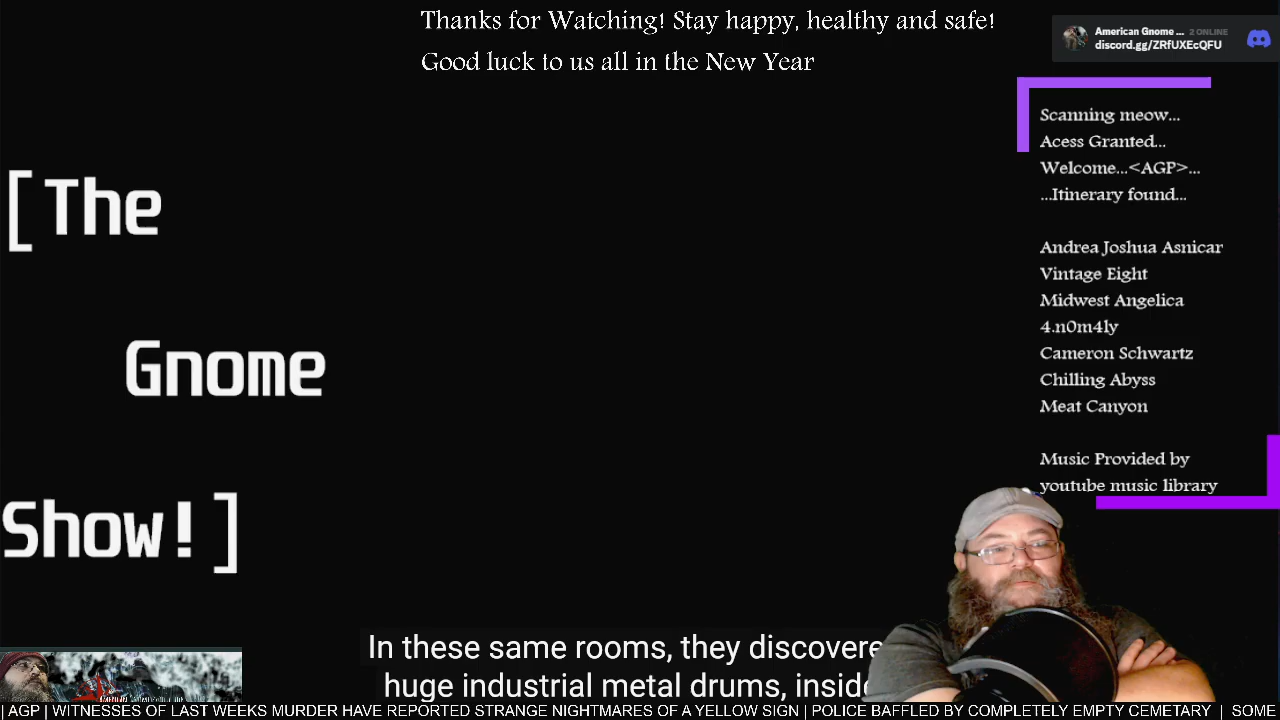 Thanks for Watching! Stay happy, healthy and safe!
Good luck to us all in the New Year
American Gnome ... 2 ONLINE
discord.gg/ZRfUXEcQFU
Scanning meow...
Acess Granted...
Welcome...<AGP>...
...Itinerary found...
Andrea Joshua Asnicar
Vintage Eight
Midwest Angelica
4.n0m4ly
Cameron Schwartz
Chilling Abyss
Meat Canyon
Music Provided by
youtube music library
[The
Gnome
Show!]
In these same rooms, they discovere
huge industrial metal drums, inside
| AGP | WITNESSES OF LAST WEEKS MURDER HAVE REPORTED STRANGE NIGHTMARES OF A YELLOW SIGN | POLICE BAFFLED BY COMPLETELY EMPTY CEMETARY | SOME